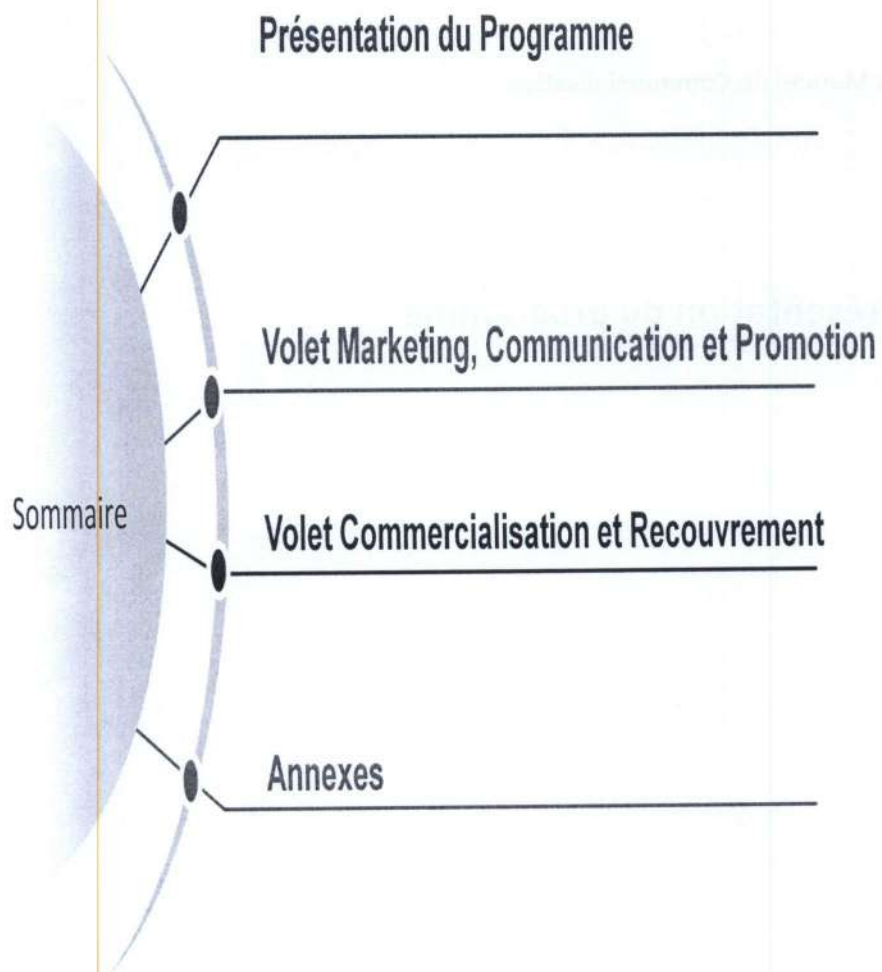 Présentation du Programme
Volet Marketing, Communication et Promotion
Sommaire
Volet Commercialisation et Recouvrement
Annexes